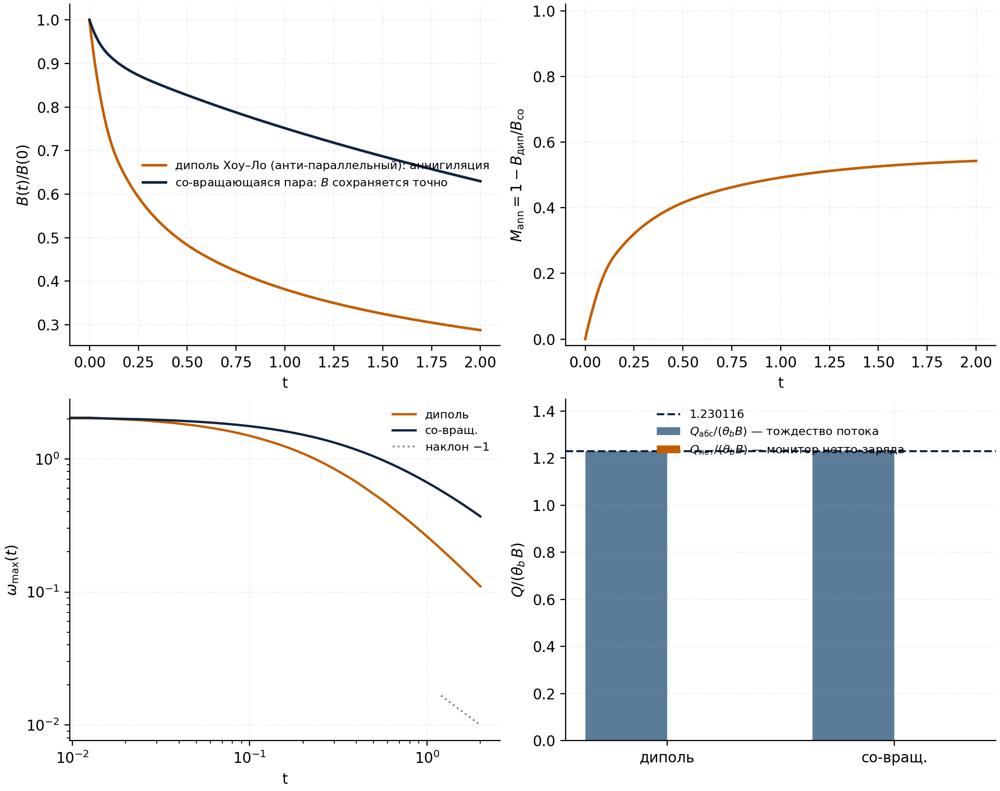 1.0
0.9
0.8
0.7
0.6
0.5
0.4
0.3
B(t)/B(0)
диполь Хоу–Ло (анти-параллельный): аннигиляция
со-вращающаяся пара: B сохраняется точно
0.00 0.25 0.50 0.75 1.00 1.25 1.50 1.75 2.00
t
1.0
0.8
0.6
0.4
0.2
0.0
M_ann = 1 − B_дип/B_со
0.00 0.25 0.50 0.75 1.00 1.25 1.50 1.75 2.00
t
10⁰
10⁻¹
10⁻²
ω_max(t)
диполь
со-вращ.
наклон −1
10⁻² 10⁻¹ 10⁰
t
1.4
1.2
1.0
0.8
0.6
0.4
0.2
0.0
Q/(θ_b B)
1.230116
Q_абс/(θ_b B) — тождество потока
Q_нет/(θ_b B) — монитор нетто-заряда
диполь со-вращ.